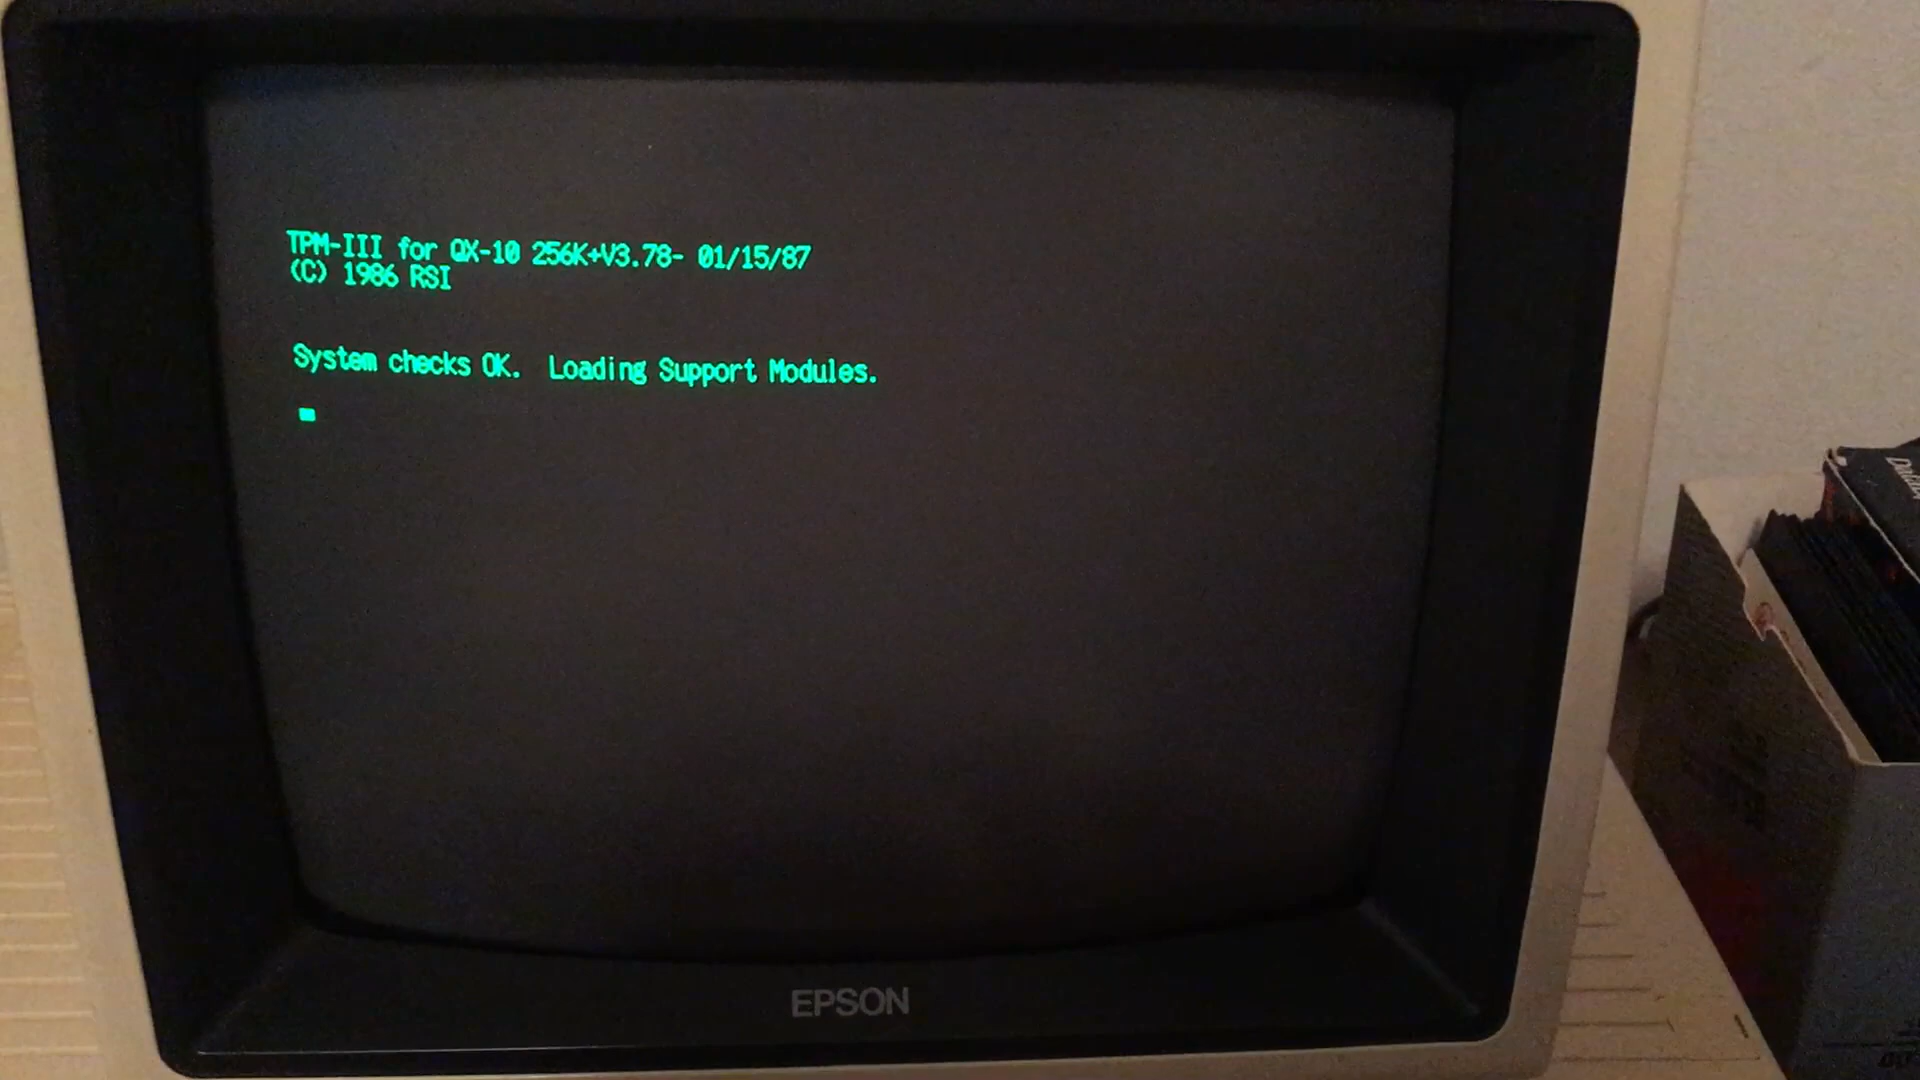 TPM-III for QX-10 256K+V3.78- 01/15/87
(C) 1986 RSI
System checks OK.  Loading Support Modules.
EPSON